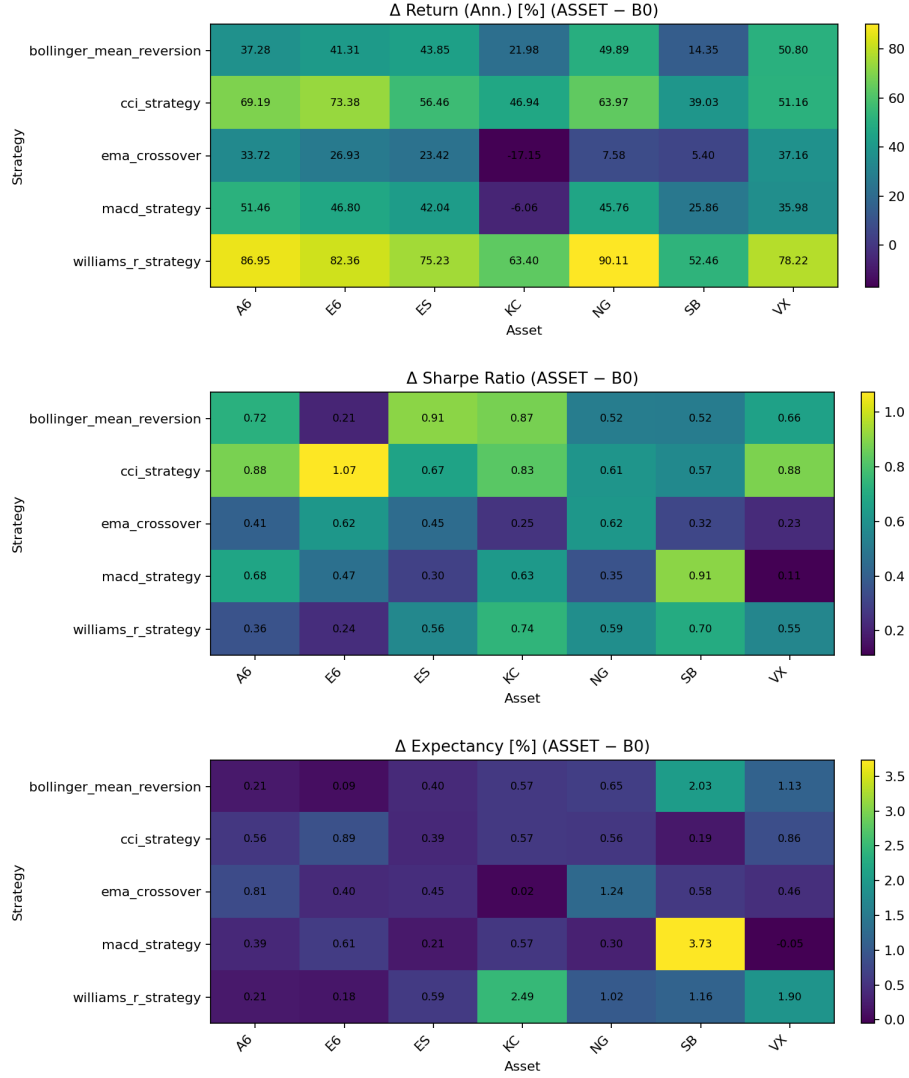 Δ Return (Ann.) [%] (ASSET − B0)
bollinger_mean_reversion 37.28 41.31 43.85 21.98 49.89 14.35 50.80
cci_strategy 69.19 73.38 56.46 46.94 63.97 39.03 51.16
ema_crossover 33.72 26.93 23.42 -17.15 7.58 5.40 37.16
macd_strategy 51.46 46.80 42.04 -6.06 45.76 25.86 35.98
williams_r_strategy 86.95 82.36 75.23 63.40 90.11 52.46 78.22
Strategy
A6 E6 ES KC NG SB VX
Asset
80
60
40
20
0
Δ Sharpe Ratio (ASSET − B0)
bollinger_mean_reversion 0.72 0.21 0.91 0.87 0.52 0.52 0.66
cci_strategy 0.88 1.07 0.67 0.83 0.61 0.57 0.88
ema_crossover 0.41 0.62 0.45 0.25 0.62 0.32 0.23
macd_strategy 0.68 0.47 0.30 0.63 0.35 0.91 0.11
williams_r_strategy 0.36 0.24 0.56 0.74 0.59 0.70 0.55
Strategy
A6 E6 ES KC NG SB VX
Asset
1.0
0.8
0.6
0.4
0.2
Δ Expectancy [%] (ASSET − B0)
bollinger_mean_reversion 0.21 0.09 0.40 0.57 0.65 2.03 1.13
cci_strategy 0.56 0.89 0.39 0.57 0.56 0.19 0.86
ema_crossover 0.81 0.40 0.45 0.02 1.24 0.58 0.46
macd_strategy 0.39 0.61 0.21 0.57 0.30 3.73 -0.05
williams_r_strategy 0.21 0.18 0.59 2.49 1.02 1.16 1.90
Strategy
A6 E6 ES KC NG SB VX
Asset
3.5
3.0
2.5
2.0
1.5
1.0
0.5
0.0